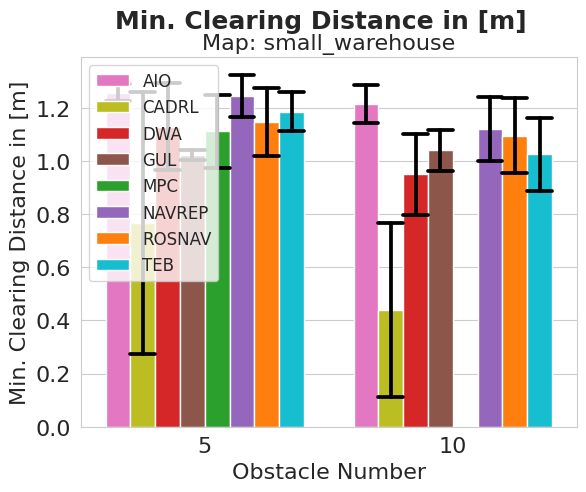 Min. Clearing Distance in [m]
Map: small_warehouse
Min. Clearing Distance in [m]
1.2
1.0
0.8
0.6
0.4
0.2
0.0
AIO
CADRL
DWA
GUL
MPC
NAVREP
ROSNAV
TEB
5
10
Obstacle Number